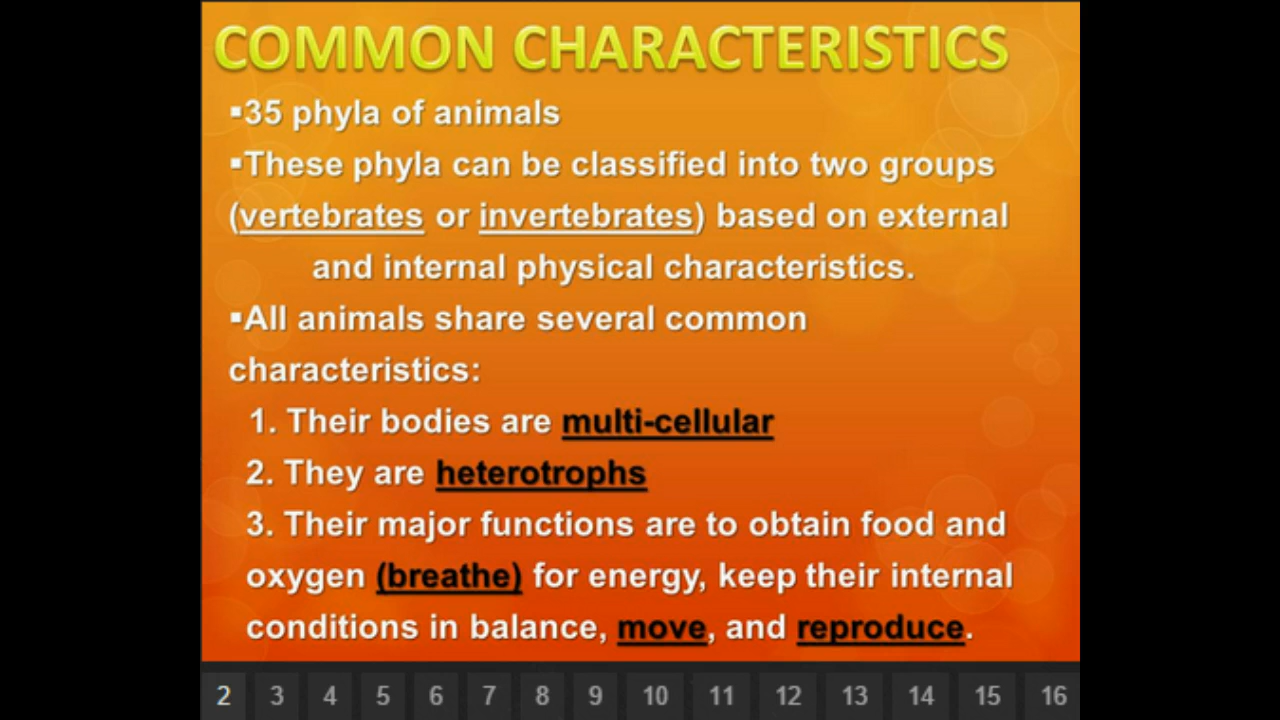 COMMON CHARACTERISTICS
▪35 phyla of animals
▪These phyla can be classified into two groups
(vertebrates or invertebrates) based on external
and internal physical characteristics.
▪All animals share several common
characteristics:
1. Their bodies are multi-cellular
2. They are heterotrophs
3. Their major functions are to obtain food and
oxygen (breathe) for energy, keep their internal
conditions in balance, move, and reproduce.
2 3 4 5 6 7 8 9 10 11 12 13 14 15 16